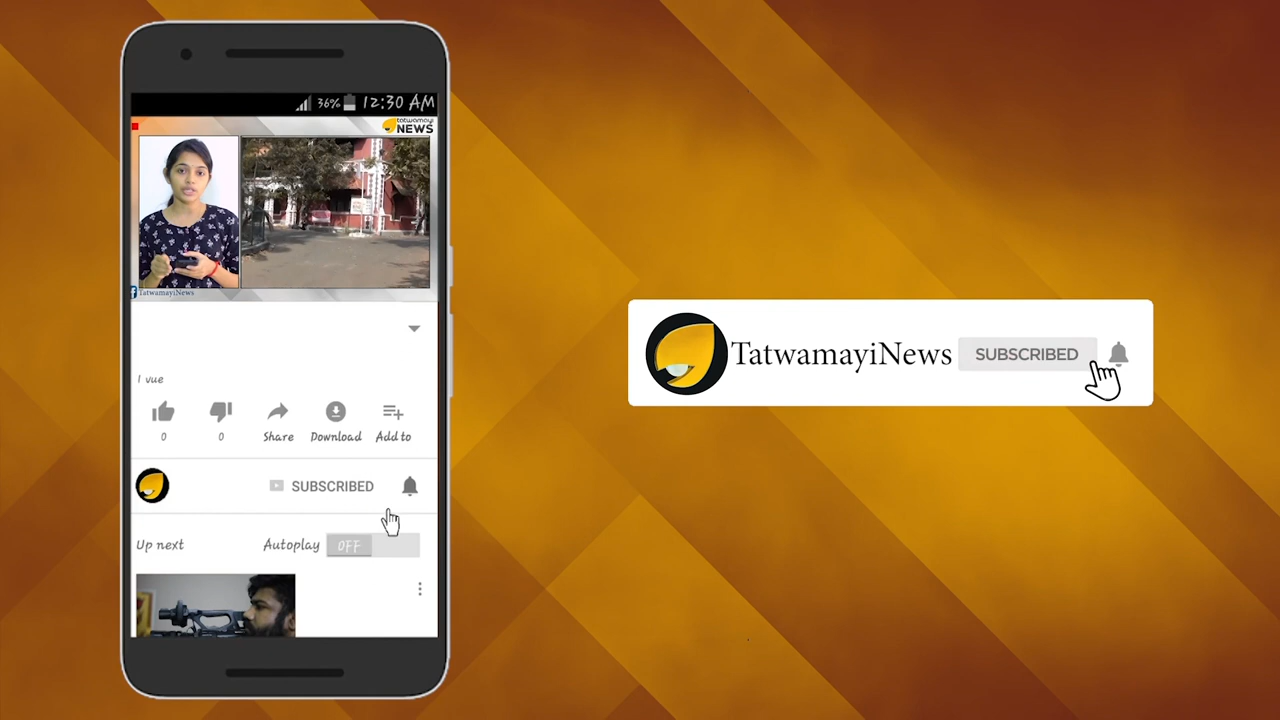 36% 12:30 AM
tatwamayi
NEWS
f TatwamayiNews
1 vue
0 0 Share Download Add to
SUBSCRIBED
Up next Autoplay OFF
TatwamayiNews SUBSCRIBED